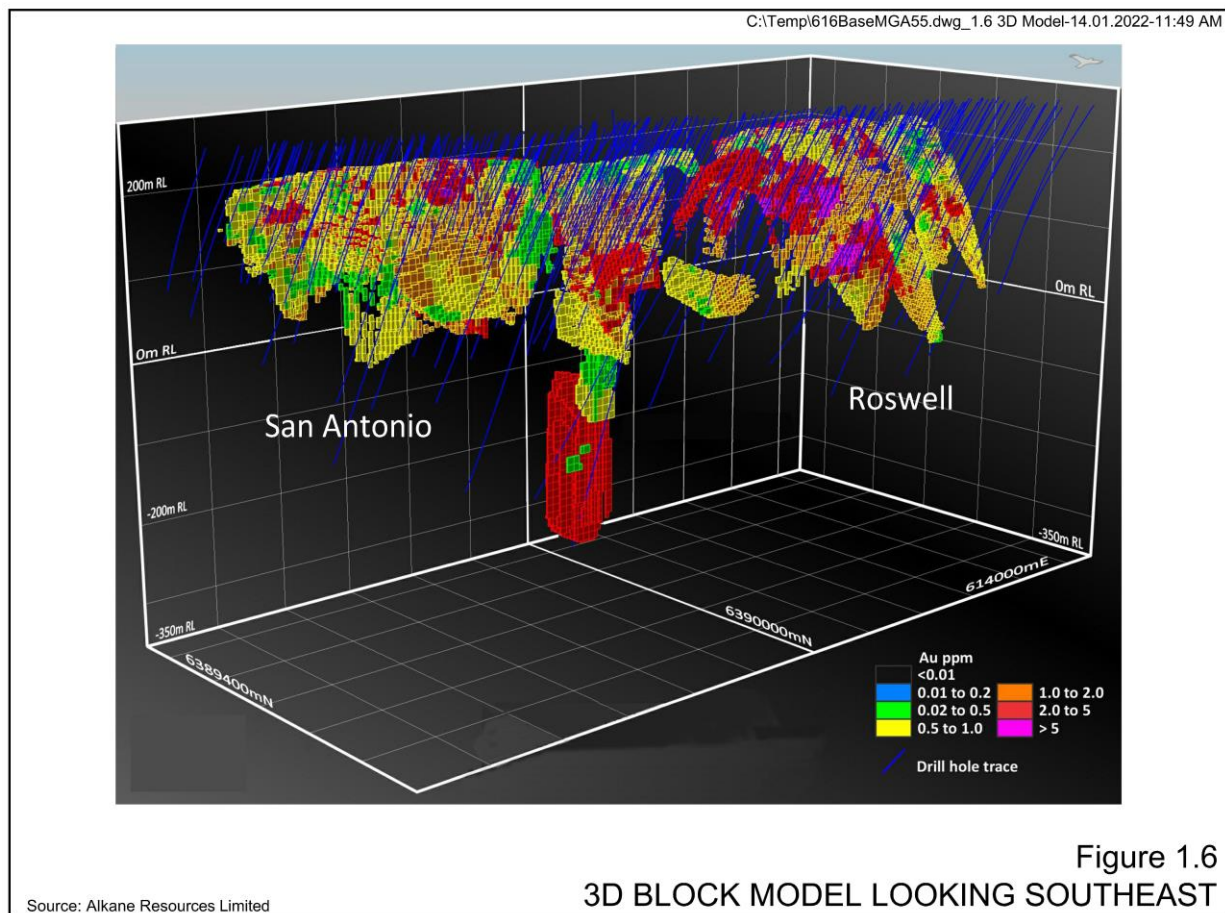 C:\Temp\616BaseMGA55.dwg_1.6 3D Model-14.01.2022-11:49 AM
200m RL
0m RL
0m RL
San Antonio
Roswell
-200m RL
-350m RL
-350m RL
614000mE
6390000mN
6389400mN
Au ppm
<0.01
0.01 to 0.2 1.0 to 2.0
0.02 to 0.5 2.0 to 5
0.5 to 1.0 > 5
Drill hole trace
Figure 1.6
Source: Alkane Resources Limited
3D BLOCK MODEL LOOKING SOUTHEAST